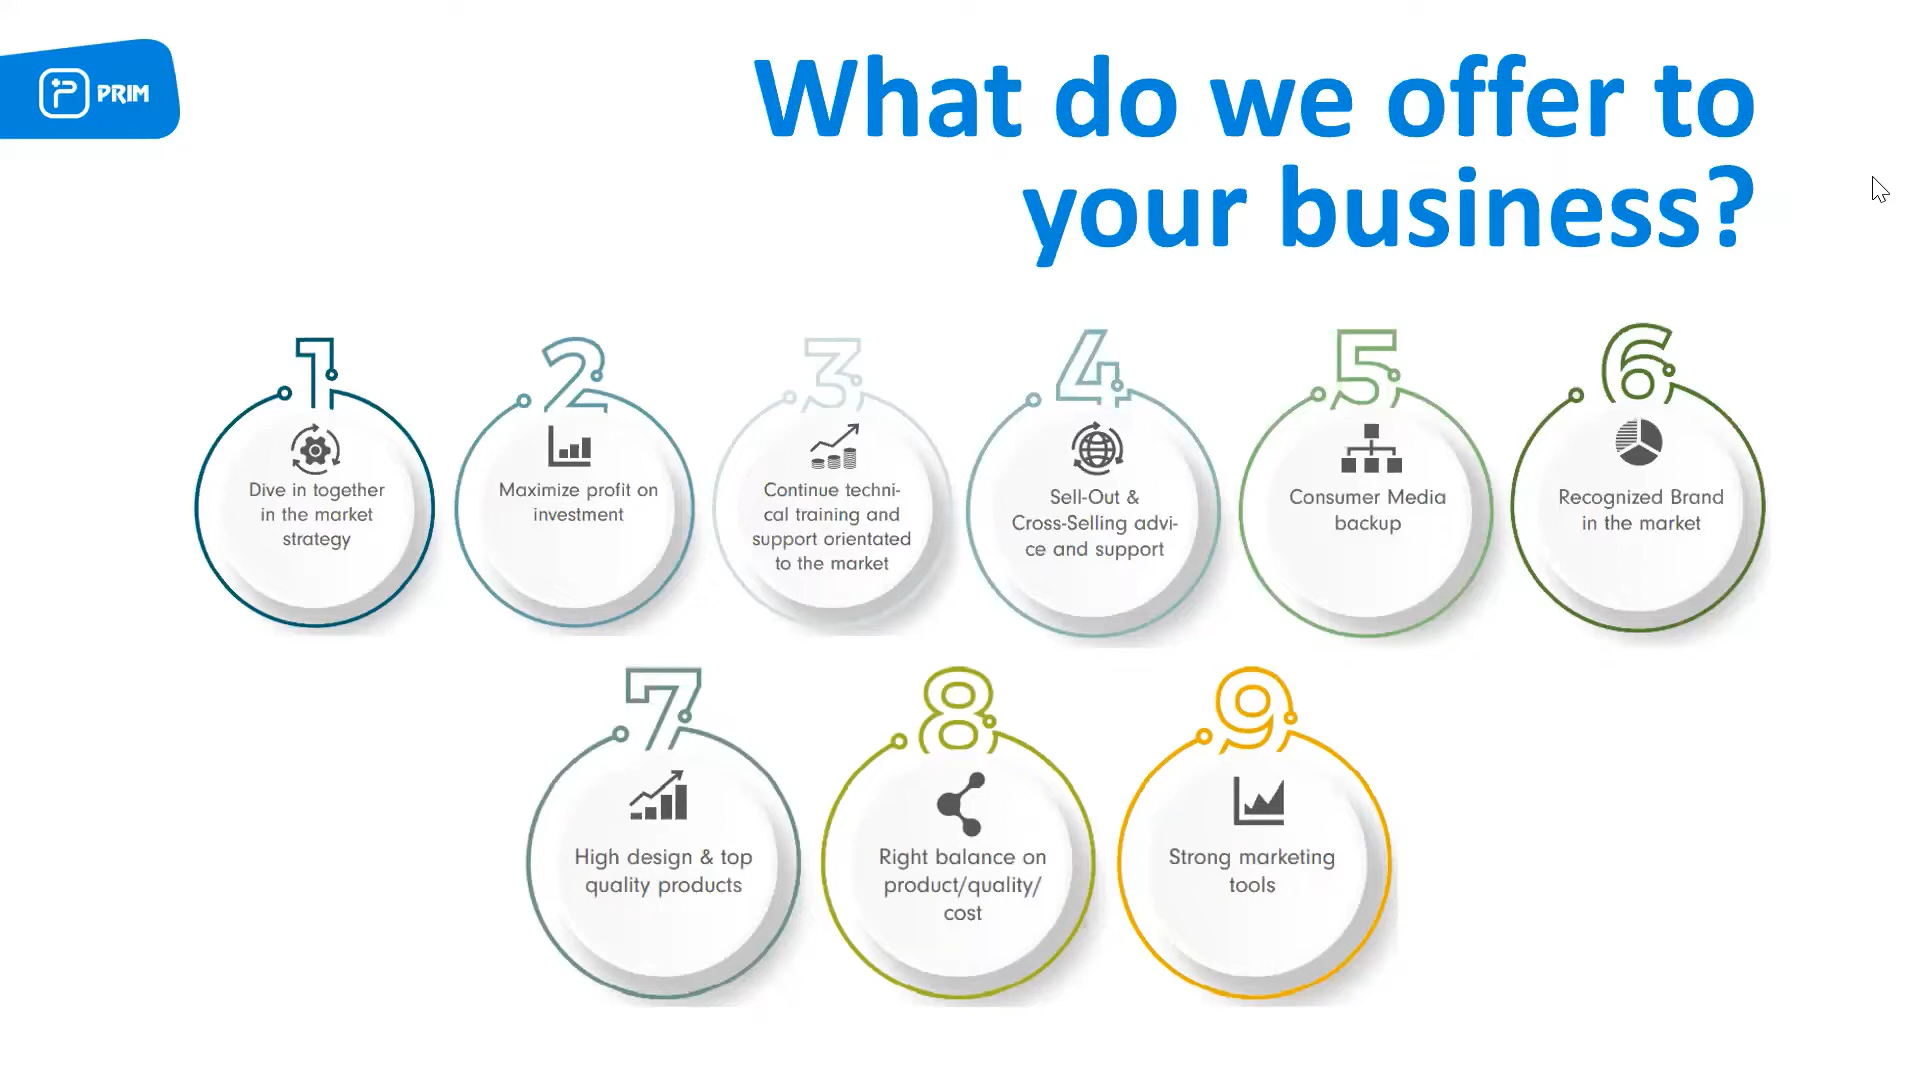 PRIM
What do we offer to
your business?
1
Dive in together
in the market
strategy
2
Maximize profit on
investment
3
Continue techni-
cal training and
support orientated
to the market
4
Sell-Out &
Cross-Selling advi-
ce and support
5
Consumer Media
backup
6
Recognized Brand
in the market
7
High design & top
quality products
8
Right balance on
product/quality/
cost
9
Strong marketing
tools